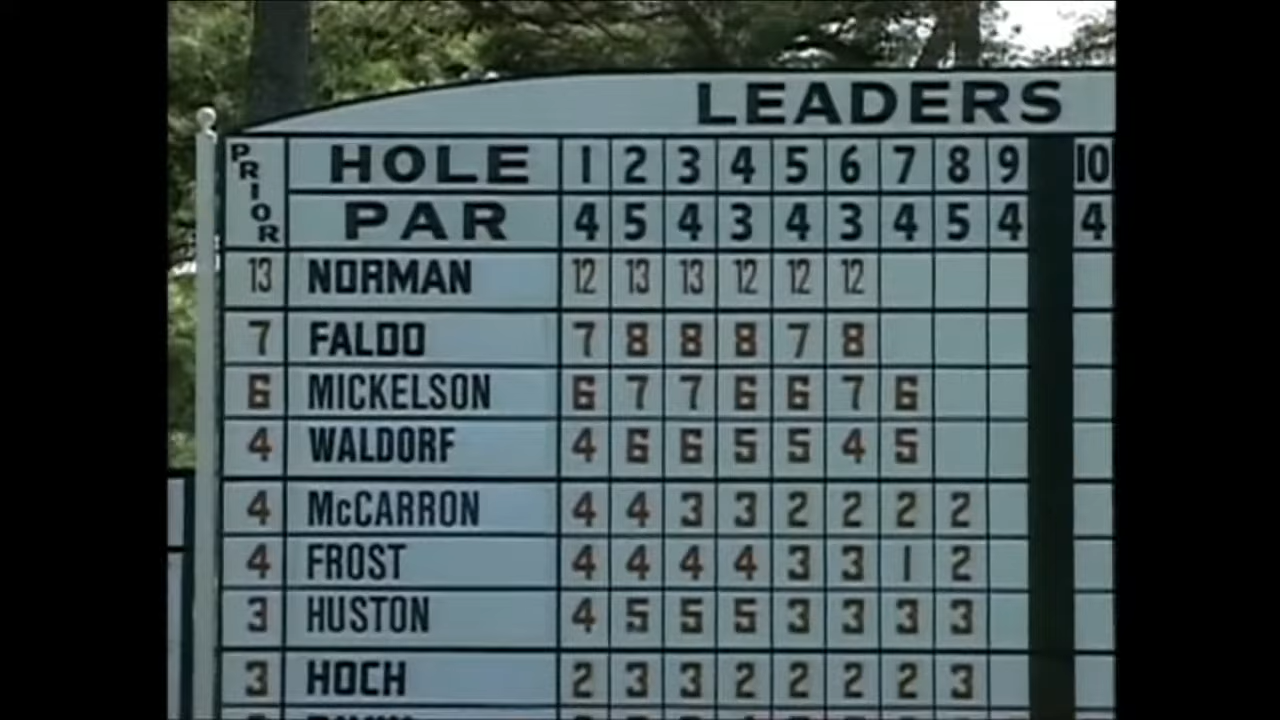 LEADERS
PRIOR HOLE 1 2 3 4 5 6 7 8 9 10
PAR 4 5 4 3 4 3 4 5 4 4
13 NORMAN 12 13 13 12 12 12
7 FALDO 7 8 8 8 7 8
6 MICKELSON 6 7 7 6 6 7 6
4 WALDORF 4 6 6 5 5 4 5
4 McCARRON 4 4 3 3 2 2 2 2
4 FROST 4 4 4 4 3 3 1 2
3 HUSTON 4 5 5 5 3 3 3 3
3 HOCH 2 3 3 2 2 2 2 3